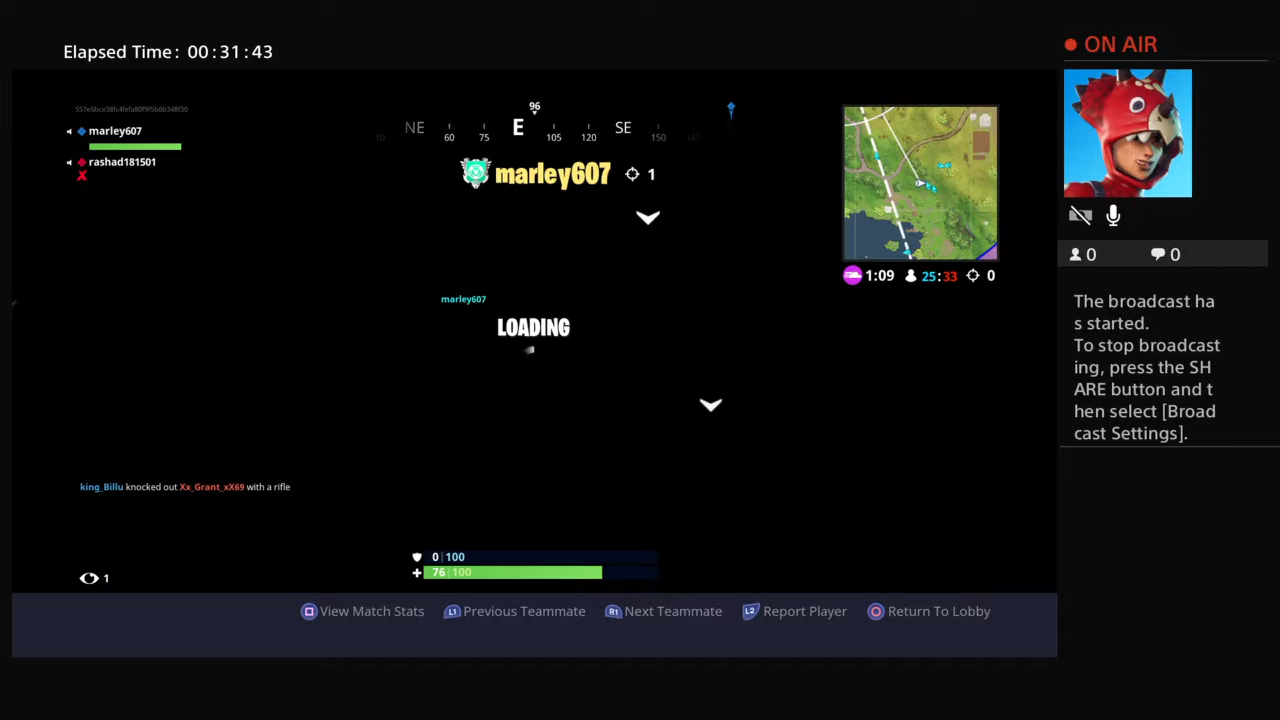 Elapsed Time: 00:31:43
ON AIR
marley607
rashad181501
96
NE 60 75 E 105 120 SE 150
marley607 1
1:09 25:33 0
0 0
The broadcast ha
s started.
To stop broadcast
ing, press the SH
ARE button and t
hen select [Broad
cast Settings].
marley607
LOADING
king_Billu knocked out Xx_Grant_xX69 with a rifle
0 100
76 100
1
View Match Stats L1 Previous Teammate R1 Next Teammate L2 Report Player Return To Lobby